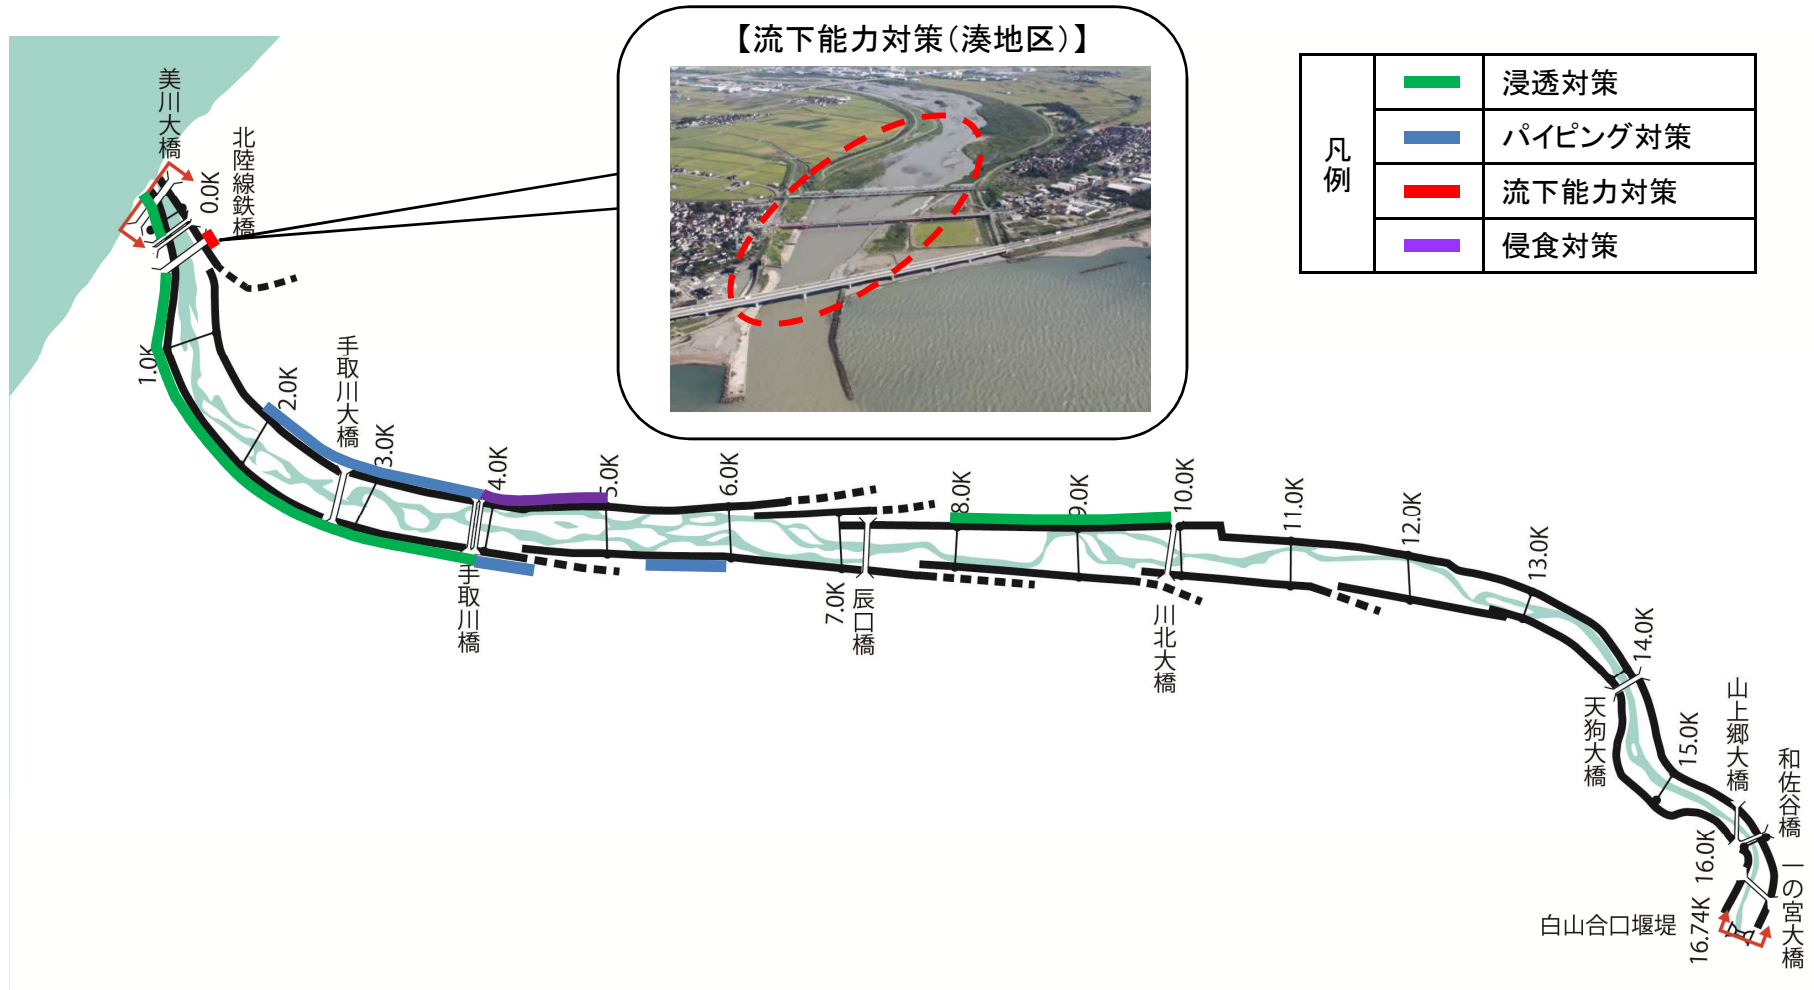 【流下能力対策（湊地区）】
凡例
浸透対策
パイピング対策
流下能力対策
侵食対策
美川大橋
北陸線鉄橋
0.0K
1.0K
2.0K
手取川大橋
3.0K
4.0K
手取川橋
5.0K
6.0K
7.0K
辰口橋
8.0K
9.0K
10.0K
川北大橋
11.0K
12.0K
13.0K
14.0K
天狗大橋
15.0K
山上郷大橋
和佐谷橋
16.0K
一の宮大橋
16.74K
白山合口堰堤